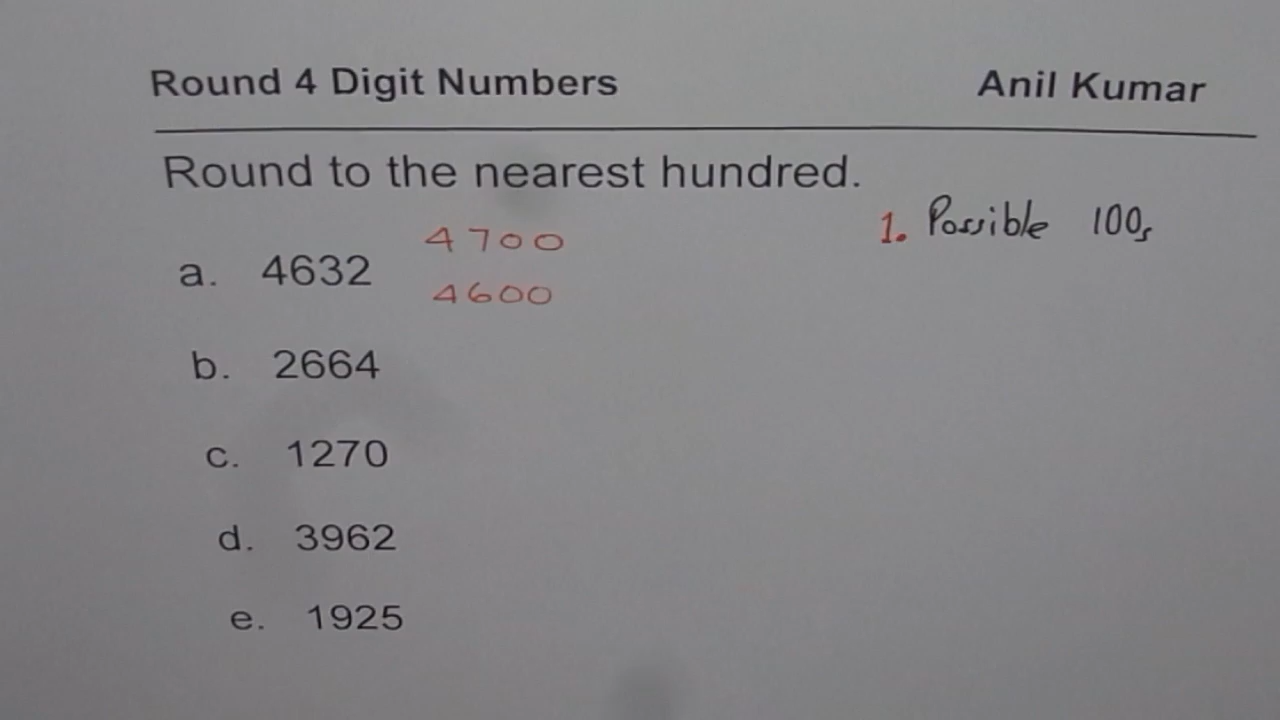 Round 4 Digit Numbers Anil Kumar
Round to the nearest hundred.
1. Possible 100s
4700
a. 4632
4600
b. 2664
c. 1270
d. 3962
e. 1925